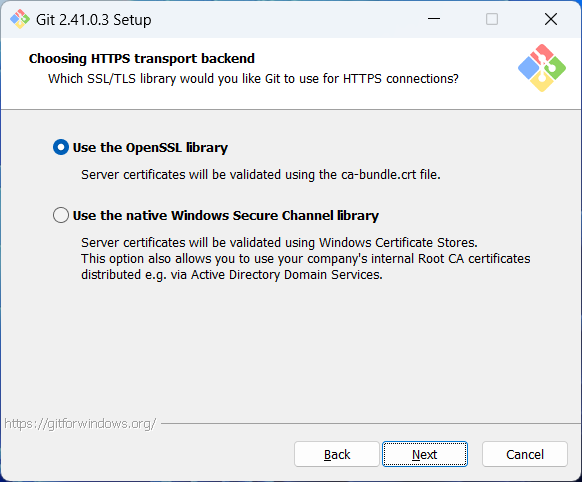 Git 2.41.0.3 Setup
Choosing HTTPS transport backend
Which SSL/TLS library would you like Git to use for HTTPS connections?
Use the OpenSSL library
Server certificates will be validated using the ca-bundle.crt file.
Use the native Windows Secure Channel library
Server certificates will be validated using Windows Certificate Stores.
This option also allows you to use your company's internal Root CA certificates
distributed e.g. via Active Directory Domain Services.
https://gitforwindows.org/
Back Next Cancel